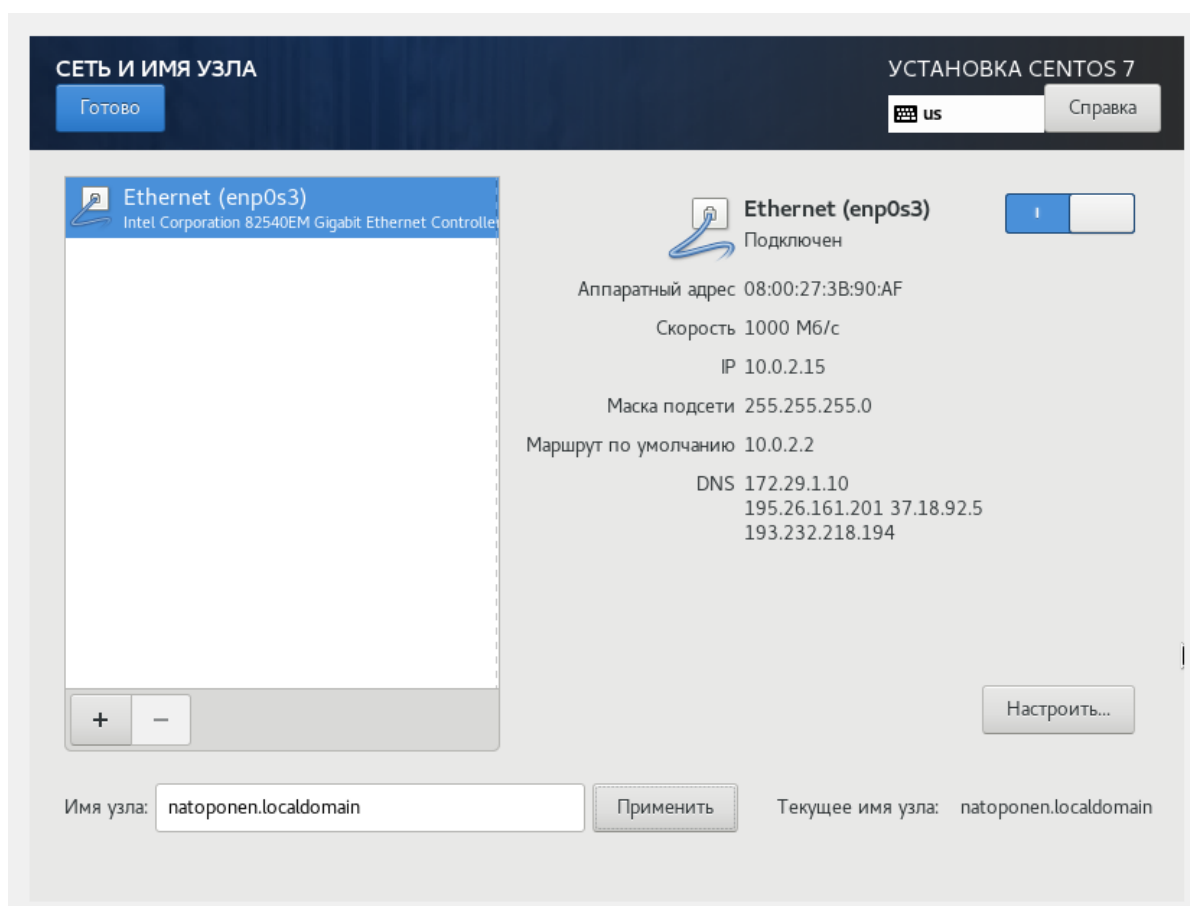 СЕТЬ И ИМЯ УЗЛА
Готово
УСТАНОВКА CENTOS 7
us
Справка
Ethernet (enp0s3)
Intel Corporation 82540EM Gigabit Ethernet Controlle
Ethernet (enp0s3)
Подключен
Аппаратный адрес 08:00:27:3B:90:AF
Скорость 1000 Мб/с
IP 10.0.2.15
Маска подсети 255.255.255.0
Маршрут по умолчанию 10.0.2.2
DNS 172.29.1.10
195.26.161.201 37.18.92.5
193.232.218.194
Настроить...
Имя узла: natoponen.localdomain Применить Текущее имя узла: natoponen.localdomain